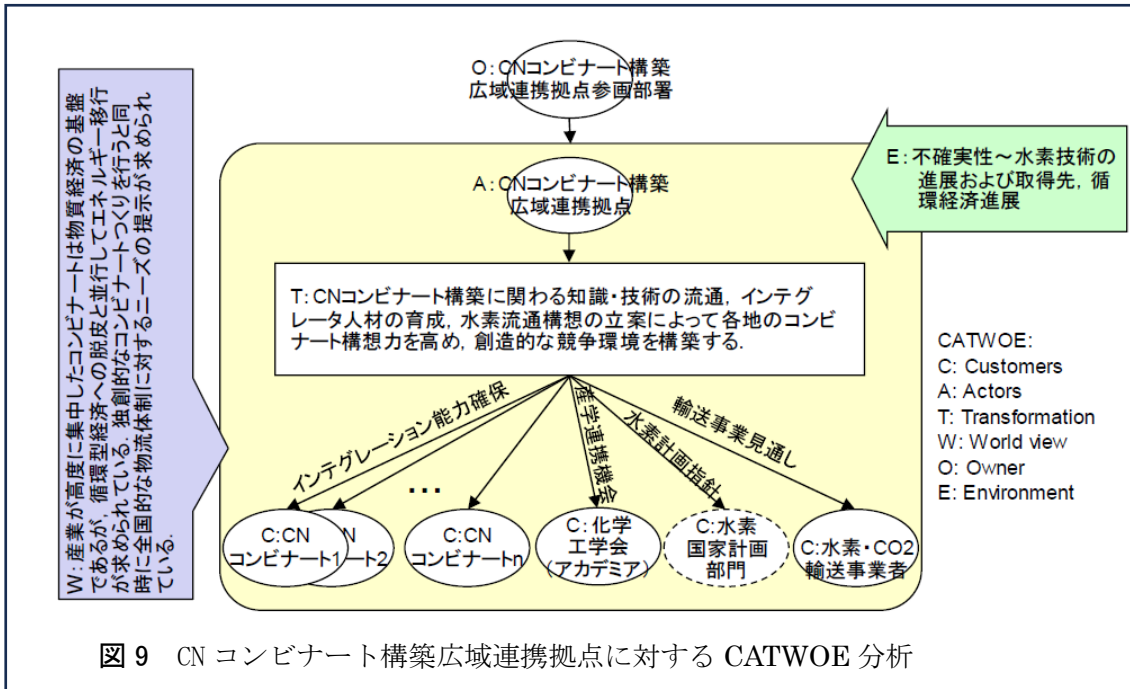 O:CNコンビナート構築
広域連携拠点参画部署
W:産業が高度に集中したコンビナートは物質経済の基盤
であるが，循環型経済への脱皮と並行してエネルギー移行
が求められている．独創的なコンビナートつくりを行うと同
時に全国的な物流体制に対するニーズの提示が求められ
ている．
E:不確実性～水素技術の
進展および取得先，循
環経済進展
A:CNコンビナート構築
広域連携拠点
T:CNコンビナート構築に関わる知識・技術の流通，インテグ
レータ人材の育成，水素流通構想の立案によって各地のコンビ
ナート構想力を高め，創造的な競争環境を構築する．
インテグレーション能力確保
産学連携機会
水素計画指針
輸送事業見通し
…
C:CN
コンビナート1
N
ート2
C:CN
コンビナートn
C:化学
工学会
(アカデミア)
C:水素
国家計画
部門
C:水素・CO2
輸送事業者
CATWOE:
C: Customers
A: Actors
T: Transformation
W: World view
O: Owner
E: Environment
図 9 CN コンビナート構築広域連携拠点に対する CATWOE 分析